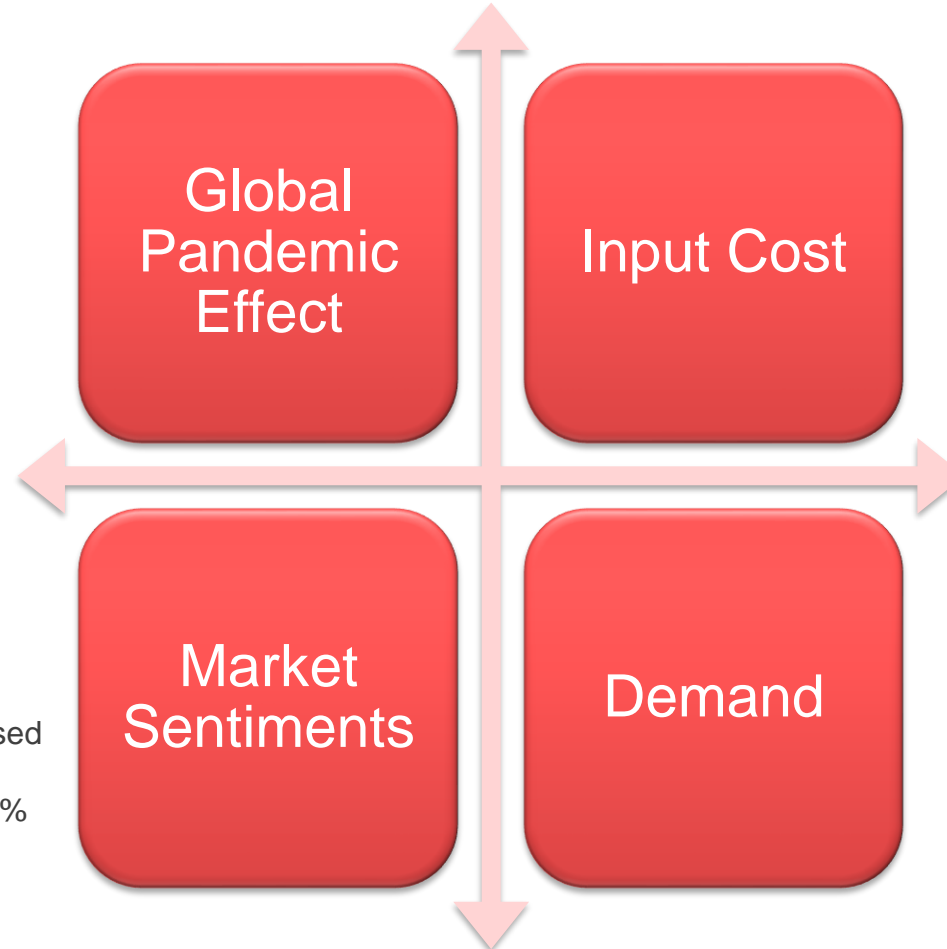 Global
Pandemic
Effect
Input Cost
Market
Sentiments
Demand
%